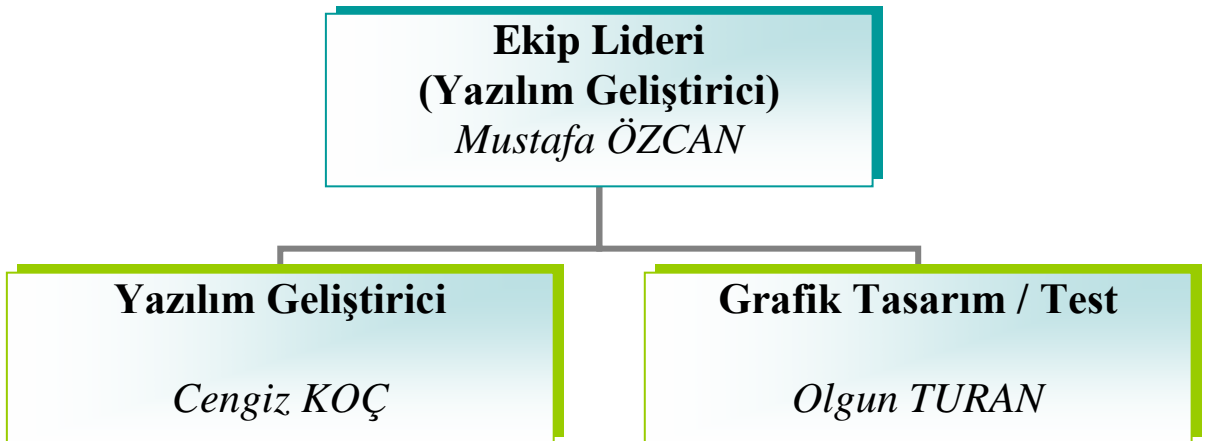 Ekip Lideri
(Yazılım Geliştirici)
Mustafa ÖZCAN
Yazılım Geliştirici
Cengiz KOÇ
Grafik Tasarım / Test
Olgun TURAN